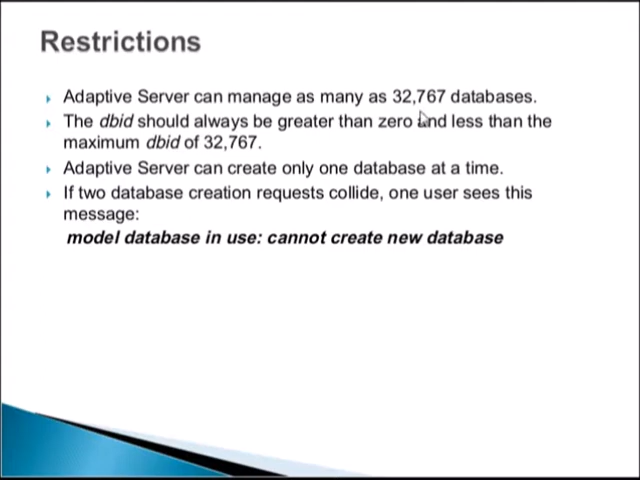 Restrictions
Adaptive Server can manage as many as 32,767 databases.
The dbid should always be greater than zero and less than the
maximum dbid of 32,767.
Adaptive Server can create only one database at a time.
If two database creation requests collide, one user sees this
message:
model database in use: cannot create new database